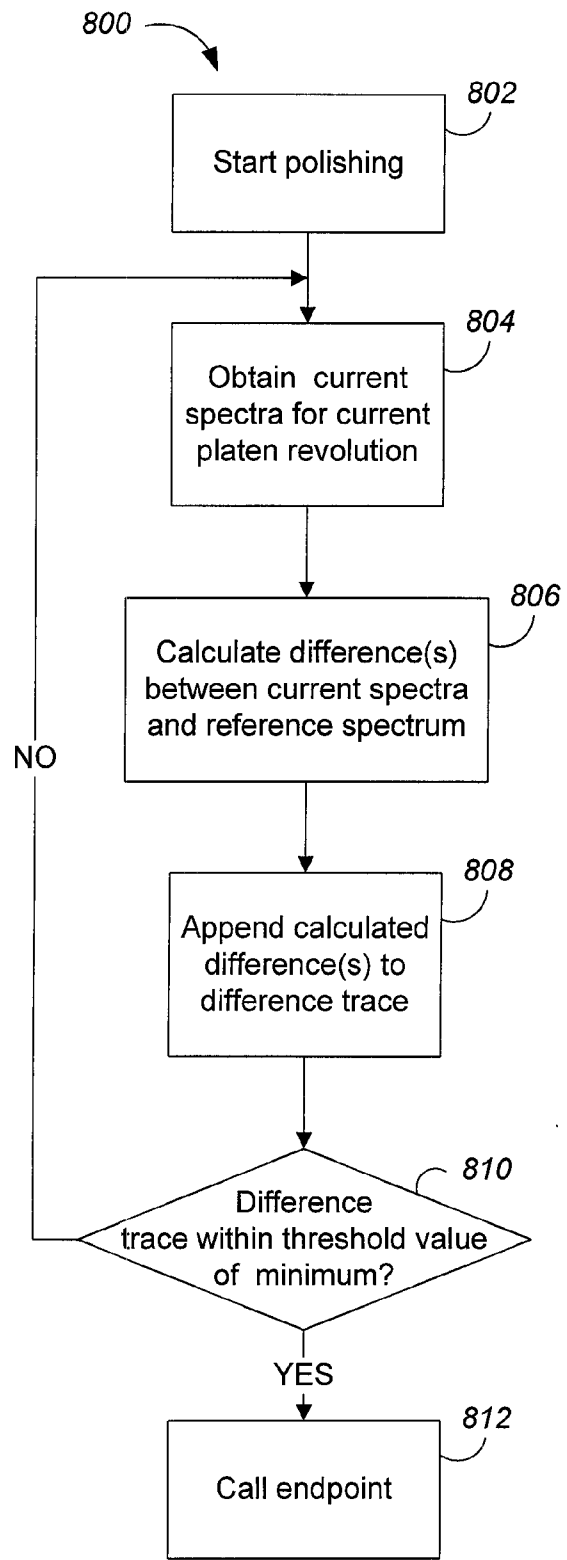 800
802
Start polishing
804
Obtain current
spectra for current
platen revolution
806
Calculate difference(s)
between current spectra
and reference spectrum
NO
808
Append calculated
difference(s) to
difference trace
810
Difference
trace within threshold value
of minimum?
YES
812
Call endpoint